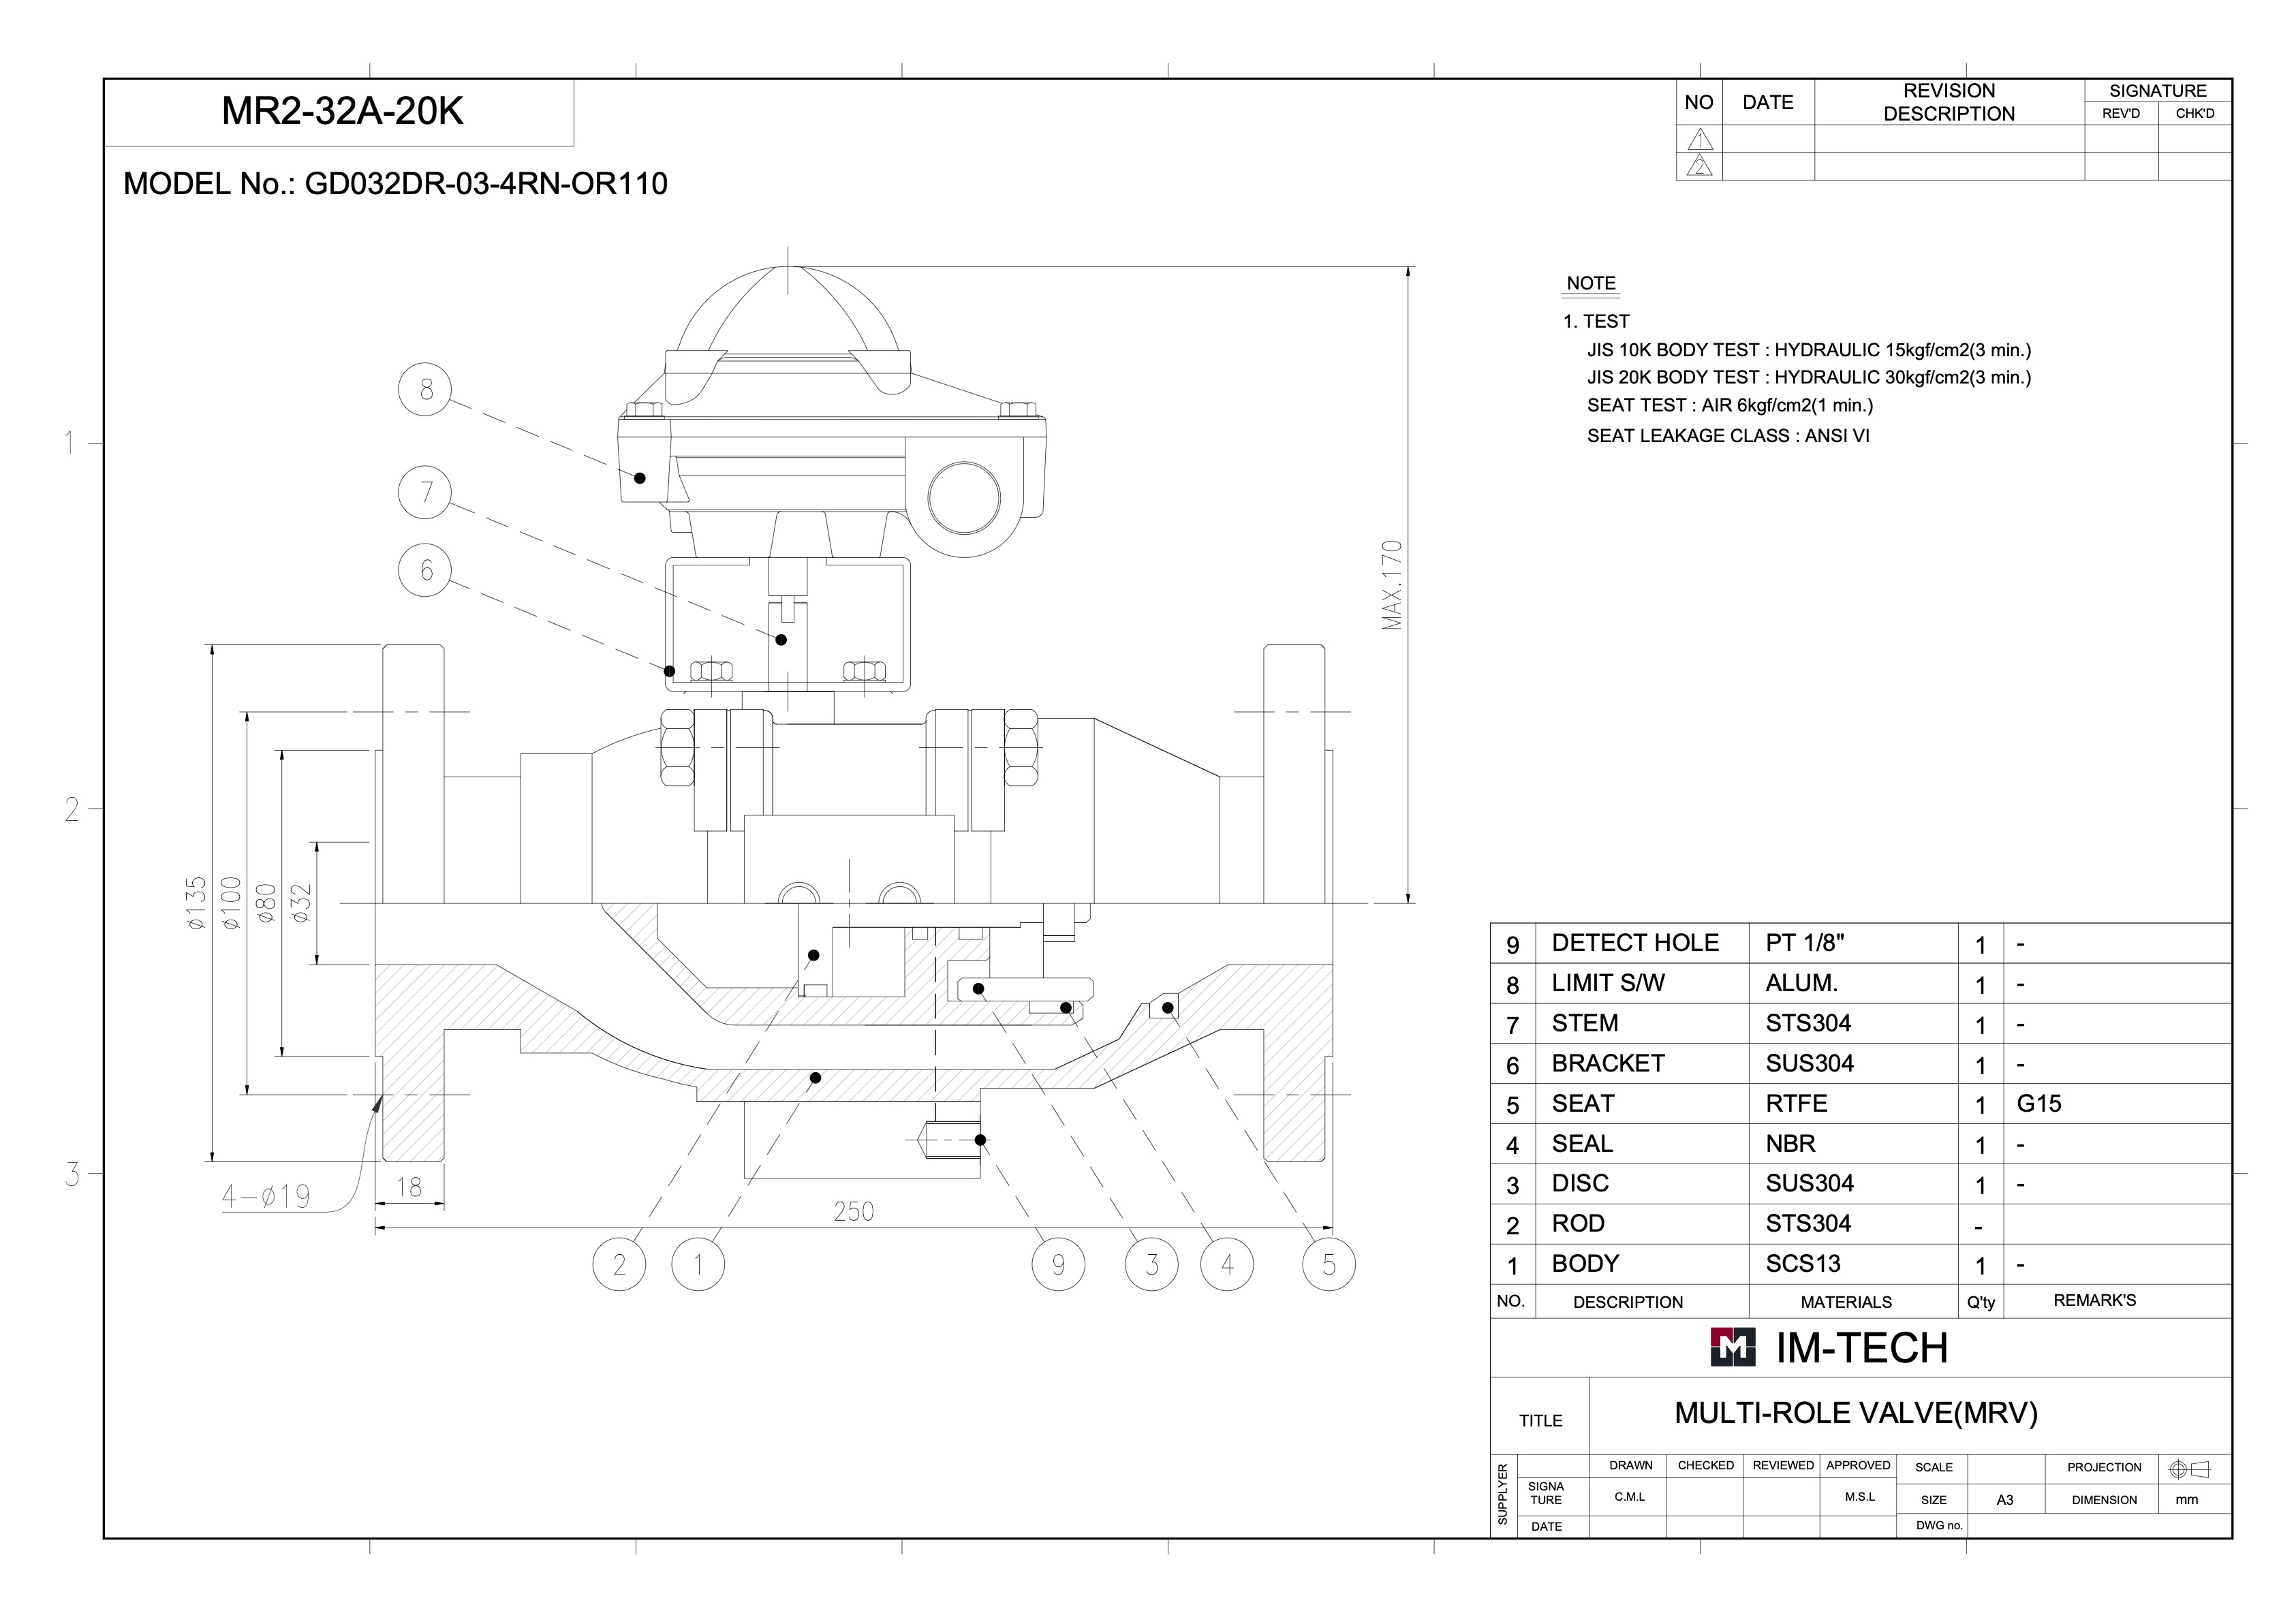 MR2-32A-20K
MODEL No.: GD032DR-03-4RN-OR110
NO DATE REVISION DESCRIPTION SIGNATURE
REV'D CHK'D
1
2
NOTE
1. TEST
JIS 10K BODY TEST : HYDRAULIC 15kgf/cm2(3 min.)
JIS 20K BODY TEST : HYDRAULIC 30kgf/cm2(3 min.)
SEAT TEST : AIR 6kgf/cm2(1 min.)
SEAT LEAKAGE CLASS : ANSI VI
1
2
3
8
7
6
MAX.170
ø135
ø100
ø80
ø32
4-ø19
18
250
2 1 9 3 4 5
9 DETECT HOLE PT 1/8" 1 -
8 LIMIT S/W ALUM. 1 -
7 STEM STS304 1 -
6 BRACKET SUS304 1 -
5 SEAT RTFE 1 G15
4 SEAL NBR 1 -
3 DISC SUS304 1 -
2 ROD STS304 -
1 BODY SCS13 1 -
NO. DESCRIPTION MATERIALS Q'ty REMARK'S
M IM-TECH
TITLE MULTI-ROLE VALVE(MRV)
SUPPLYER
DRAWN CHECKED REVIEWED APPROVED SCALE PROJECTION
SIGNA
TURE C.M.L M.S.L SIZE A3 DIMENSION mm
DATE DWG no.